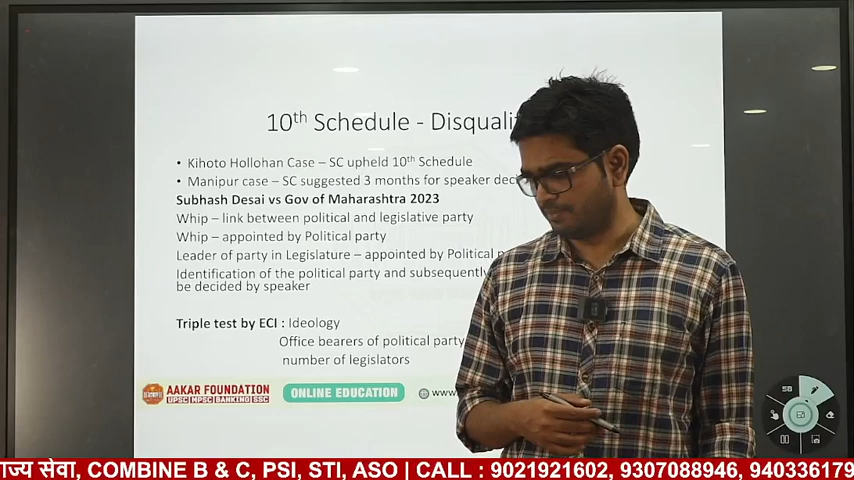 10th Schedule - Disquali
• Kihoto Hollohan Case – SC upheld 10th Schedule
• Manipur case – SC suggested 3 months for speaker
Subhash Desai vs Gov of Maharashtra 2023
Whip – link between political and legislative party
Whip – appointed by Political party
Leader of party in Legislature – appointed by Political
Identification of the political party and subsequently
be decided by speaker
Triple test by ECI : Ideology
Office bearers of political party
number of legislators
AAKAR FOUNDATION
UPSC | MPSC | BANKING | SSC
ONLINE EDUCATION
www
सेवा, COMBINE B & C, PSI, STI, ASO | CALL : 9021921602, 9307088946, 940336179